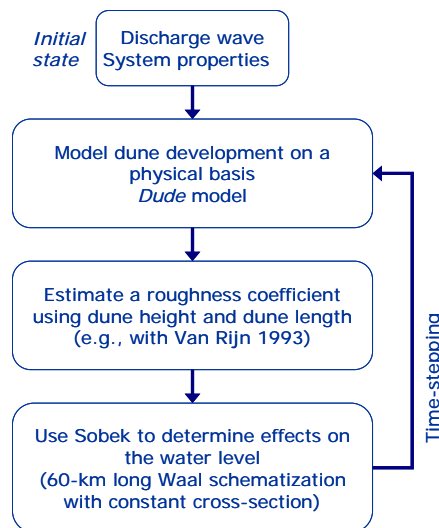 Initial
state
Discharge wave
System properties
Model dune development on a
physical basis
Dude model
Estimate a roughness coefficient
using dune height and dune length
(e.g., with Van Rijn 1993)
Use Sobek to determine effects on
the water level
(60-km long Waal schematization
with constant cross-section)
Time-stepping